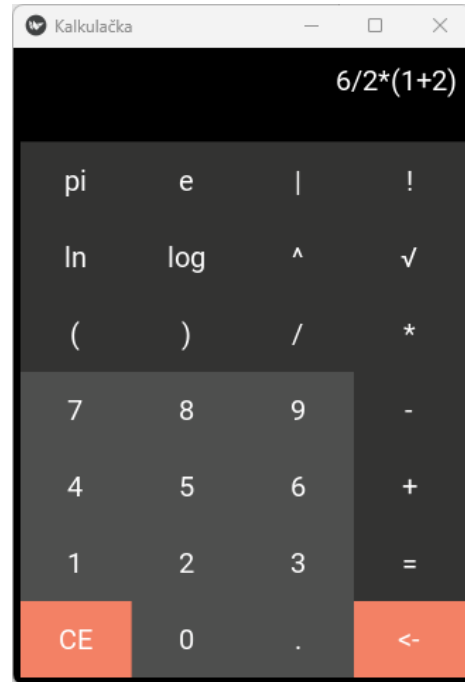 Kalkulačka
6/2*(1+2)
pi e | !
ln log ^ √
( ) / *
7 8 9 -
4 5 6 +
1 2 3 =
CE 0 . <-